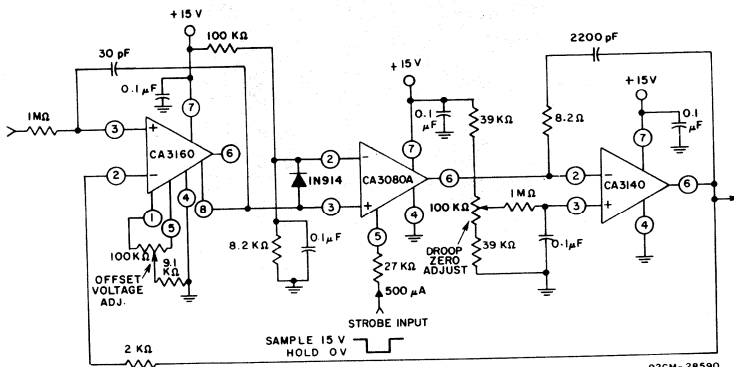 +15V
100 KΩ
30 pF
0.1 µF
1MΩ
7
3
+
CA3160
6
2
−
1
5
4
8
100KΩ
9.1
KΩ
OFFSET
VOLTAGE
ADJ.
2 KΩ
1N914
8.2 KΩ
0.1µF
+15V
0.1
µF
39 KΩ
7
2
−
CA3080A
6
3
+
4
5
27 KΩ
500 µA
STROBE INPUT
SAMPLE 15 V
HOLD 0V
100 KΩ
DROOP
ZERO
ADJUST
39 KΩ
1MΩ
0.1µF
2200 pF
8.2Ω
+15V
0.1
µF
7
2
−
CA3140
6
3
+
4
92CM-28590